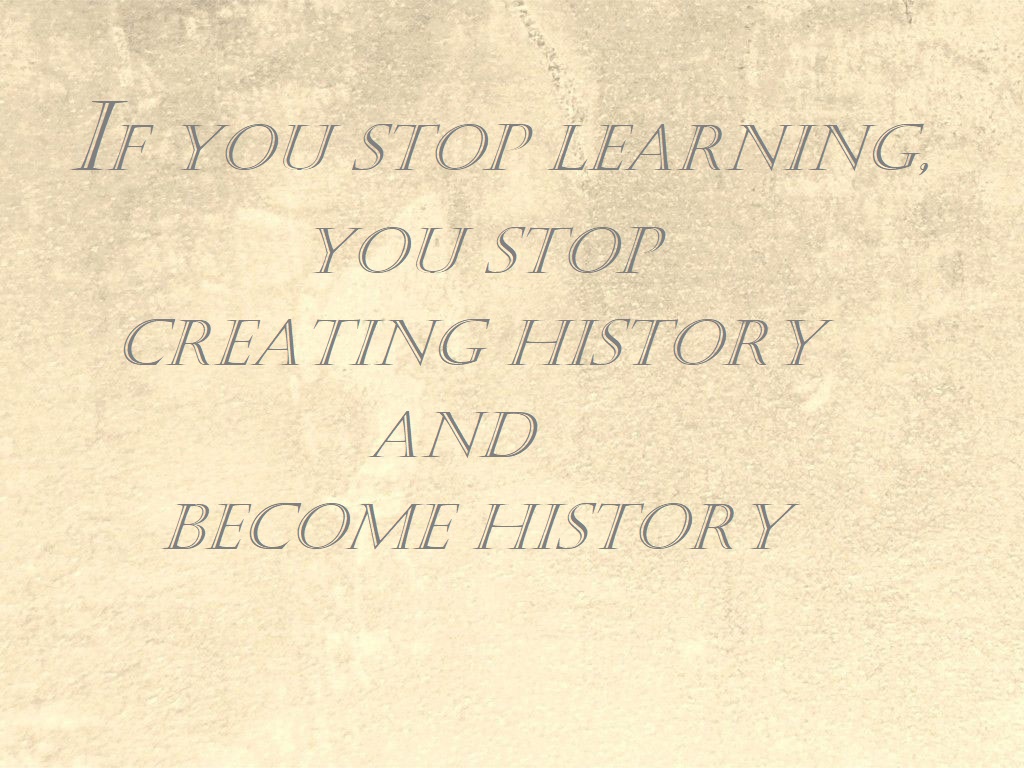 If you stop learning,
you stop
creating history
and
become history